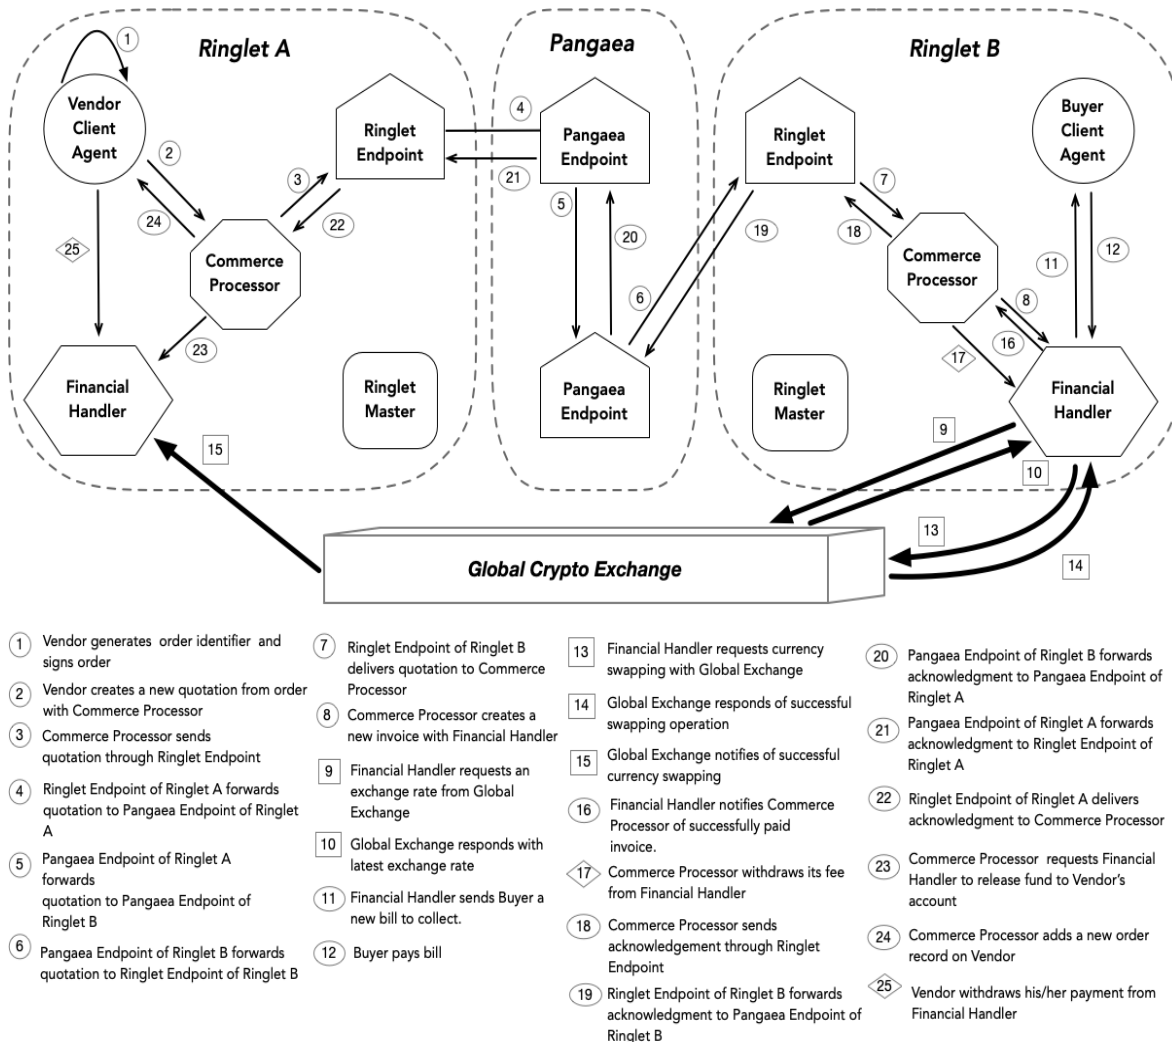 Ringlet A
Pangaea
Ringlet B
1
Vendor
Client
Agent
2
24
25
3
22
Ringlet
Endpoint
4
21
Pangaea
Endpoint
5
20
6
19
Ringlet
Endpoint
7
18
Buyer
Client
Agent
11
12
Commerce
Processor
23
Commerce
Processor
8
16
17
Financial
Handler
Ringlet
Master
Pangaea
Endpoint
Ringlet
Master
Financial
Handler
15
9
10
13
14
Global Crypto Exchange
1 Vendor generates order identifier and
signs order
2 Vendor creates a new quotation from order
with Commerce Processor
3 Commerce Processor sends
quotation through Ringlet Endpoint
4 Ringlet Endpoint of Ringlet A forwards
quotation to Pangaea Endpoint of Ringlet
A
5 Pangaea Endpoint of Ringlet A
forwards
quotation to Pangaea Endpoint of
Ringlet B
6 Pangaea Endpoint of Ringlet B forwards
quotation to Ringlet Endpoint of Ringlet B
7 Ringlet Endpoint of Ringlet B
delivers quotation to Commerce
Processor
8 Commerce Processor creates a
new invoice with Financial Handler
9 Financial Handler requests an
exchange rate from Global
Exchange
10 Global Exchange responds with
latest exchange rate
11 Financial Handler sends Buyer a
new bill to collect.
12 Buyer pays bill
13 Financial Handler requests currency
swapping with Global Exchange
14 Global Exchange responds of successful
swapping operation
15 Global Exchange notifies of successful
currency swapping
16 Financial Handler notifies Commerce
Processor of successfully paid
invoice.
17 Commerce Processor withdraws its fee
from Financial Handler
18 Commerce Processor sends
acknowledgement through Ringlet
Endpoint
19 Ringlet Endpoint of Ringlet B forwards
acknowledgment to Pangaea Endpoint of
Ringlet B
20 Pangaea Endpoint of Ringlet B forwards
acknowledgment to Pangaea Endpoint of
Ringlet A
21 Pangaea Endpoint of Ringlet A forwards
acknowledgment to Ringlet Endpoint of
Ringlet A
22 Ringlet Endpoint of Ringlet A delivers
acknowledgment to Commerce Processor
23 Commerce Processor requests Financial
Handler to release fund to Vendor's
account
24 Commerce Processor adds a new order
record on Vendor
25 Vendor withdraws his/her payment from
Financial Handler